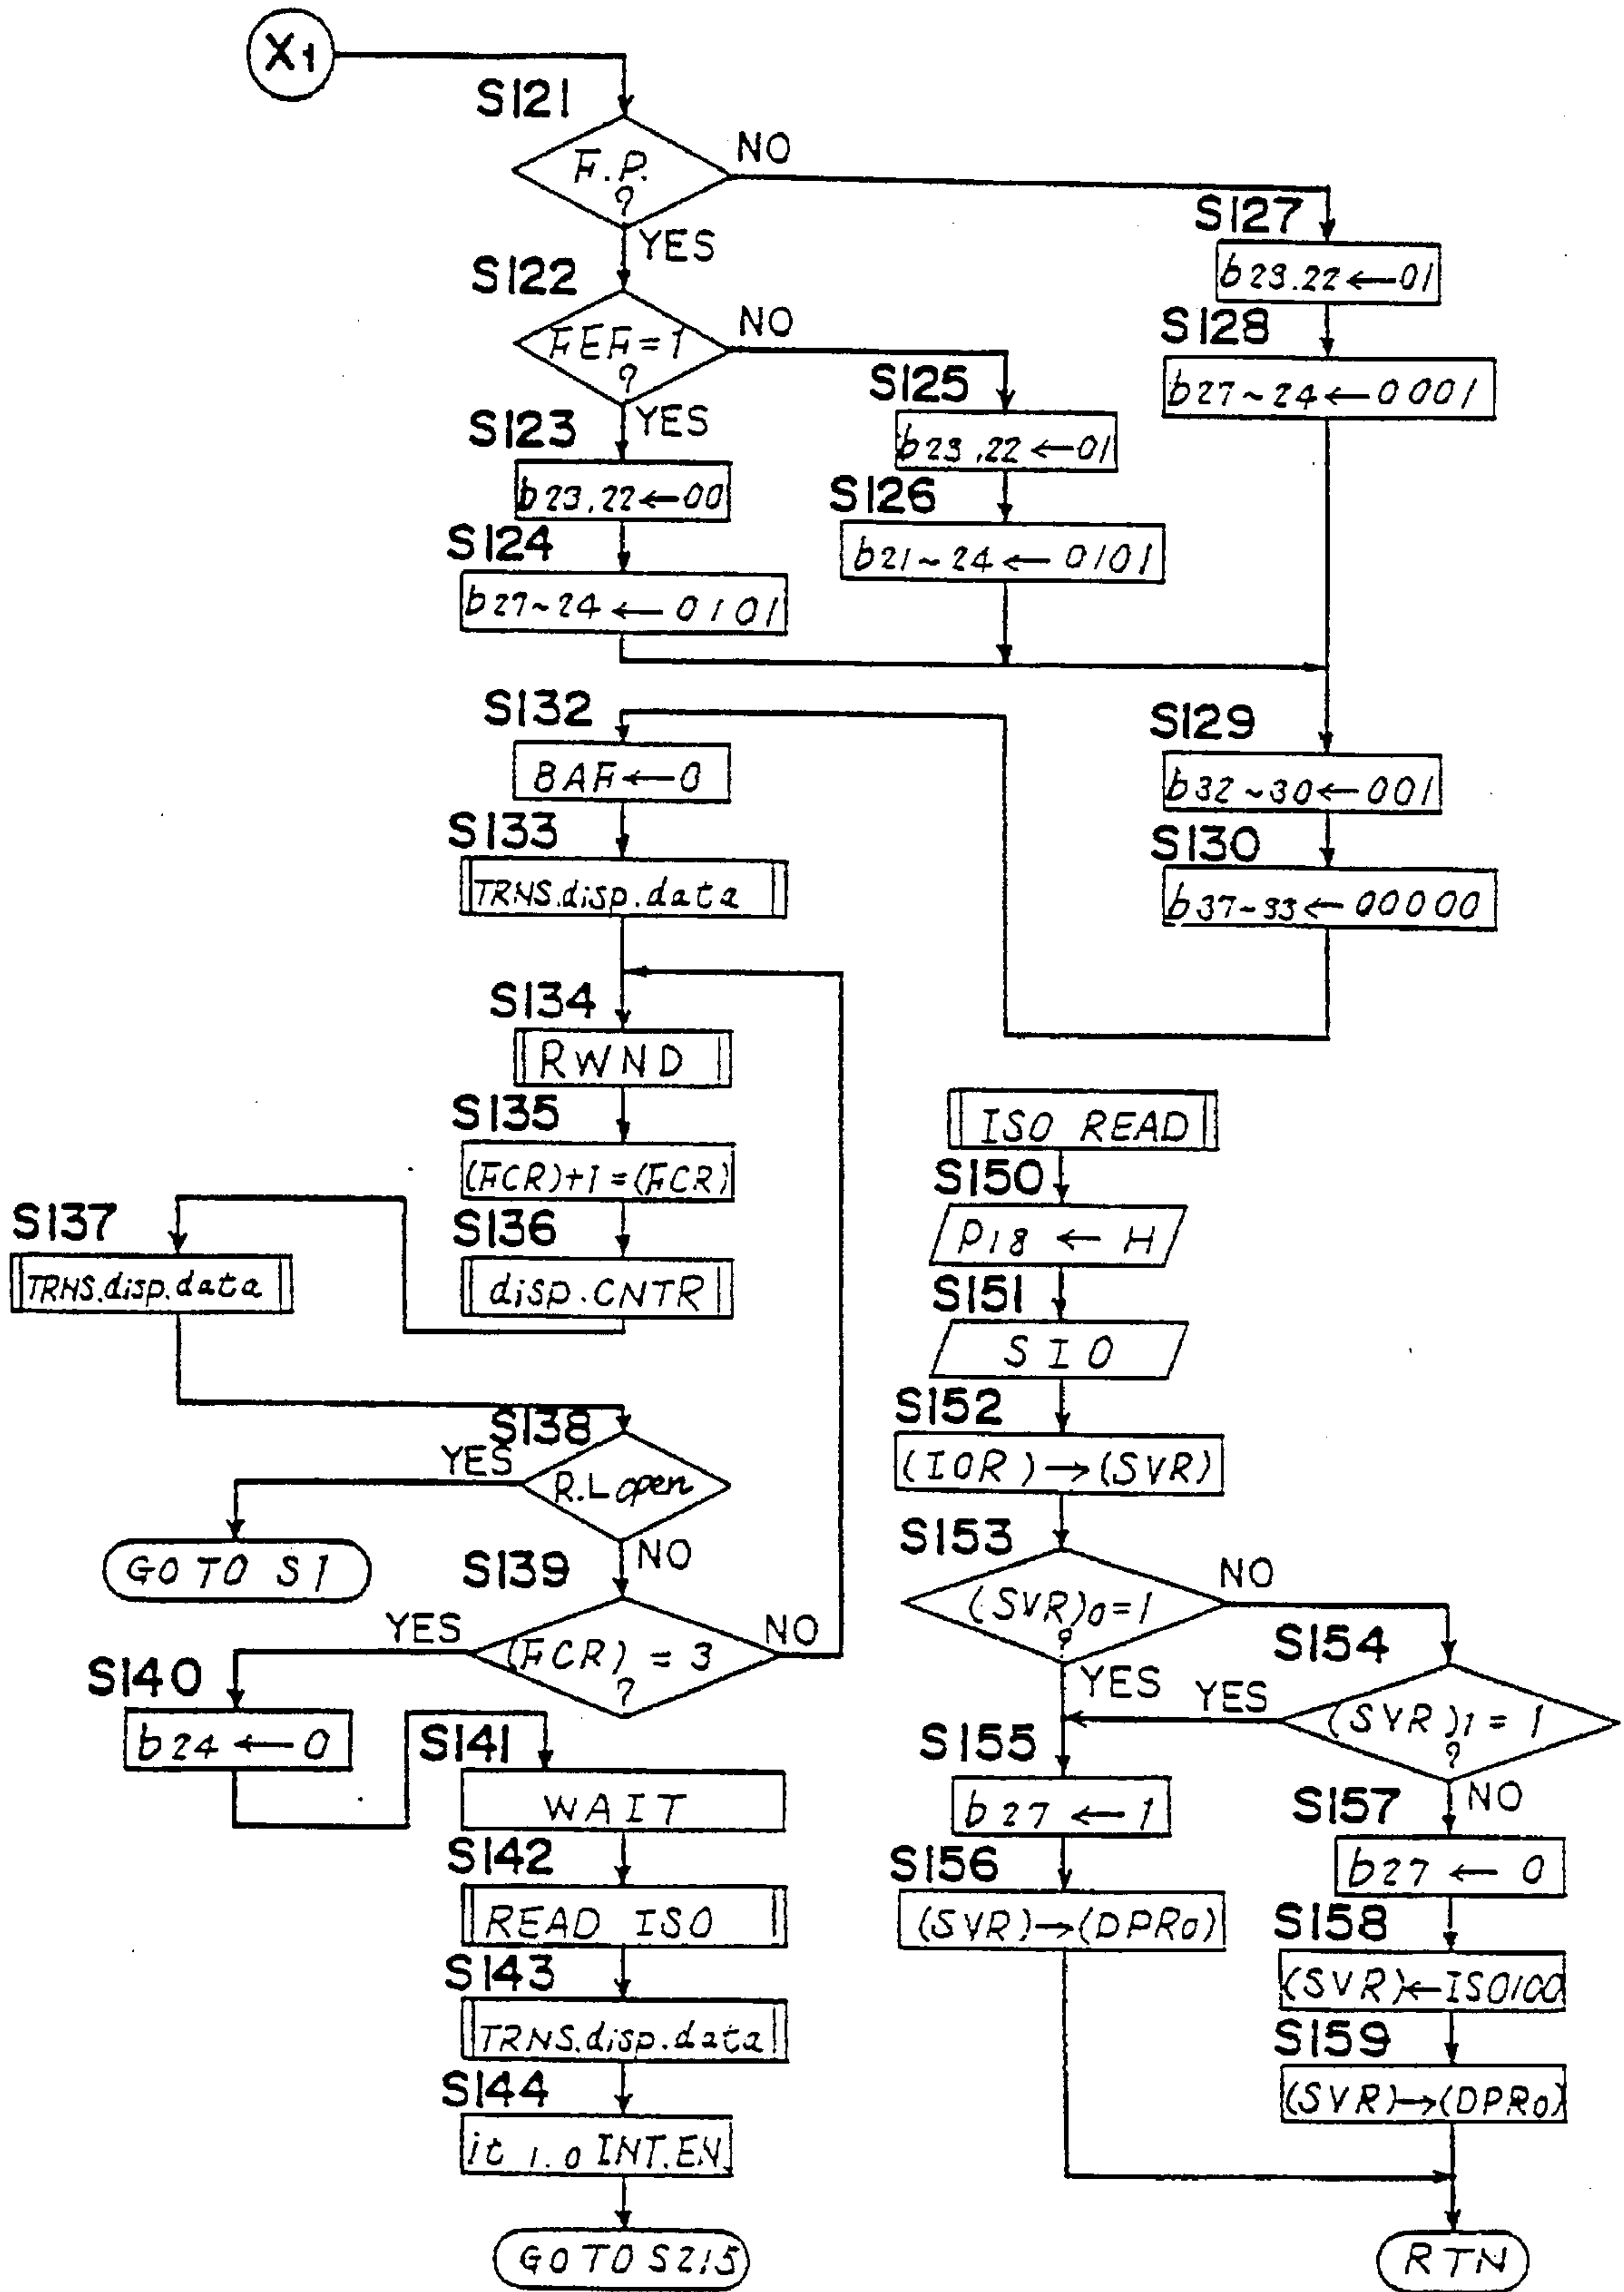 X1
S121
F.P.
?
NO
YES
S122
FEF=1
?
NO
YES
S123
b23,22←00
S124
b27~24←0101
S125
b23,22←01
S126
b21~24←0101
S127
b23.22←01
S128
b27~24←0001
S129
b32~30←001
S130
b37~33←00000
S132
BAF←0
S133
TRNS.disp.data
S134
RWND
S135
(FCR)+1=(FCR)
S136
disp.CNTR
S137
TRNS.disp.data
S138
YES
R.L open
NO
GO TO S1
S139
YES
(FCR) = 3
?
NO
S140
b24←0
S141
WAIT
S142
READ ISO
S143
TRNS.disp.data
S144
it 1.0 INT.EN
GO TO S215
ISO READ
S150
P18 ← H
S151
SIO
S152
(IOR)→(SVR)
S153
(SVR)0=1
?
NO
YES
S154
YES
(SVR)1=1
?
NO
S155
b27 ← 1
S156
(SVR)→(DPR0)
S157
b27 ← 0
S158
(SVR)←ISO100
S159
(SVR)→(DPR0)
RTN